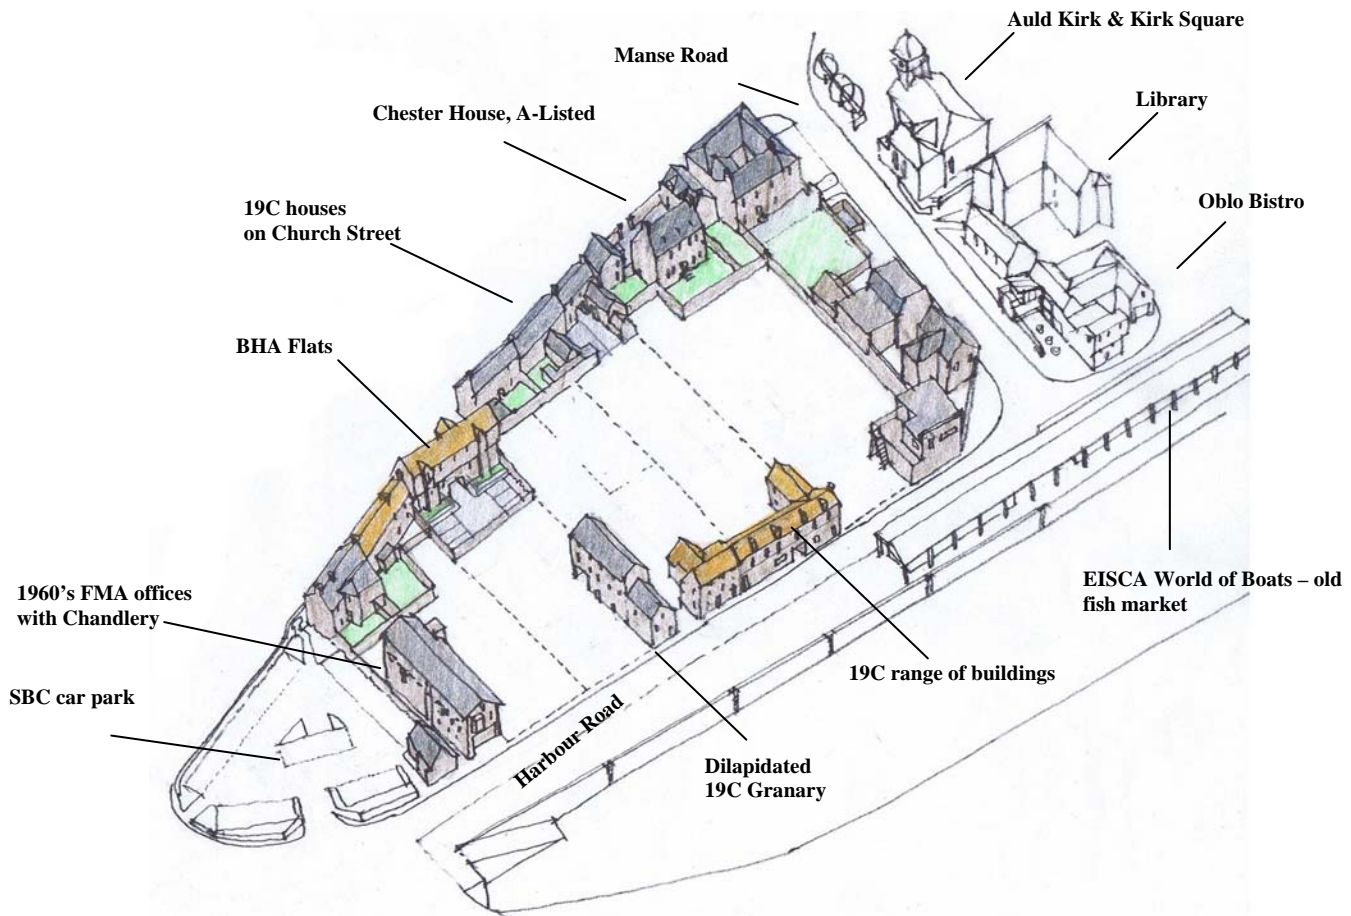 Auld Kirk & Kirk Square
Manse Road
Library
Chester House, A-Listed
Oblo Bistro
19C houses
on Church Street
BHA Flats
EISCA World of Boats – old
fish market
1960's FMA offices
with Chandlery
19C range of buildings
SBC car park
Harbour Road
Dilapidated
19C Granary